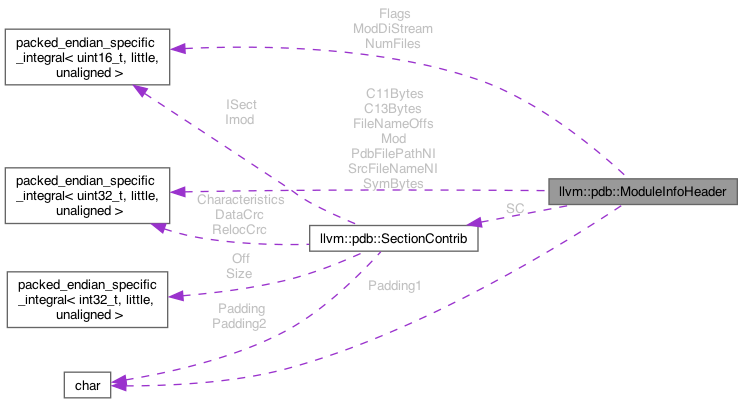 Flags
ModDiStream
NumFiles
packed_endian_specific
_integral< uint16_t, little,
unaligned >
ISect
Imod
C11Bytes
C13Bytes
FileNameOffs
Mod
PdbFilePathNI
SrcFileNameNI
SymBytes
packed_endian_specific
_integral< uint32_t, little,
unaligned >
llvm::pdb::ModuleInfoHeader
Characteristics
DataCrc
RelocCrc
SC
llvm::pdb::SectionContrib
Off
Size
packed_endian_specific
_integral< int32_t, little,
unaligned >
Padding1
Padding
Padding2
char